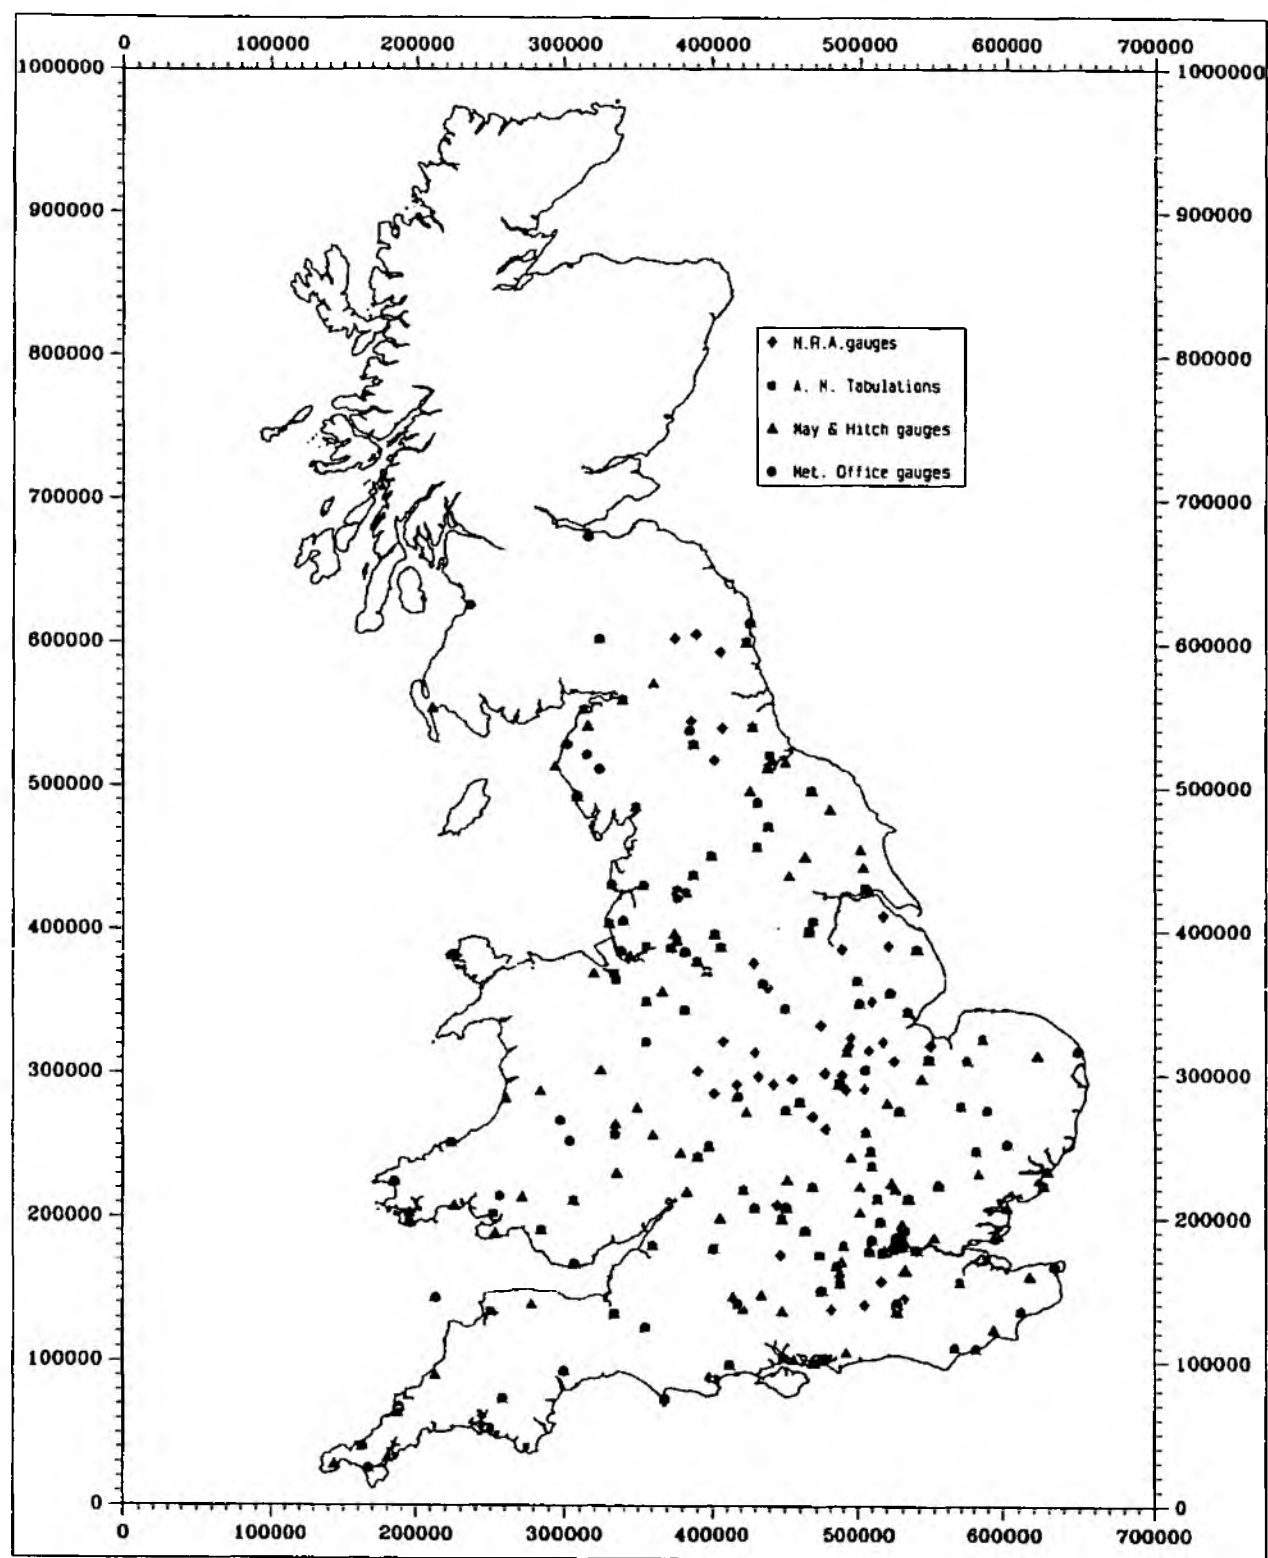 0 100000 200000 300000 400000 500000 600000 700000
1000000 1000000
900000 900000
800000 800000
N.R.A.gauges
A. M. Tabulations
May & Hitch gauges
Met. Office gauges
700000 700000
600000 600000
500000 500000
400000 400000
300000 300000
200000 200000
100000 100000
0 0
0 100000 200000 300000 400000 500000 600000 700000